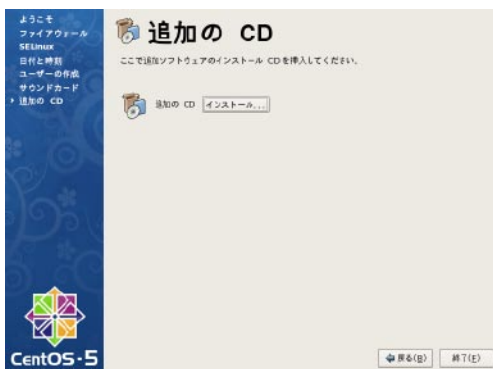 ようこそ
ファイアウォール
SELinux
日付と時刻
ユーザーの作成
サウンドカード
追加の CD
追加の CD
ここで追加ソフトウェアのインストール CD を挿入してください。
追加の CD インストール...
CentOS-5
戻る(B) 終了(F)